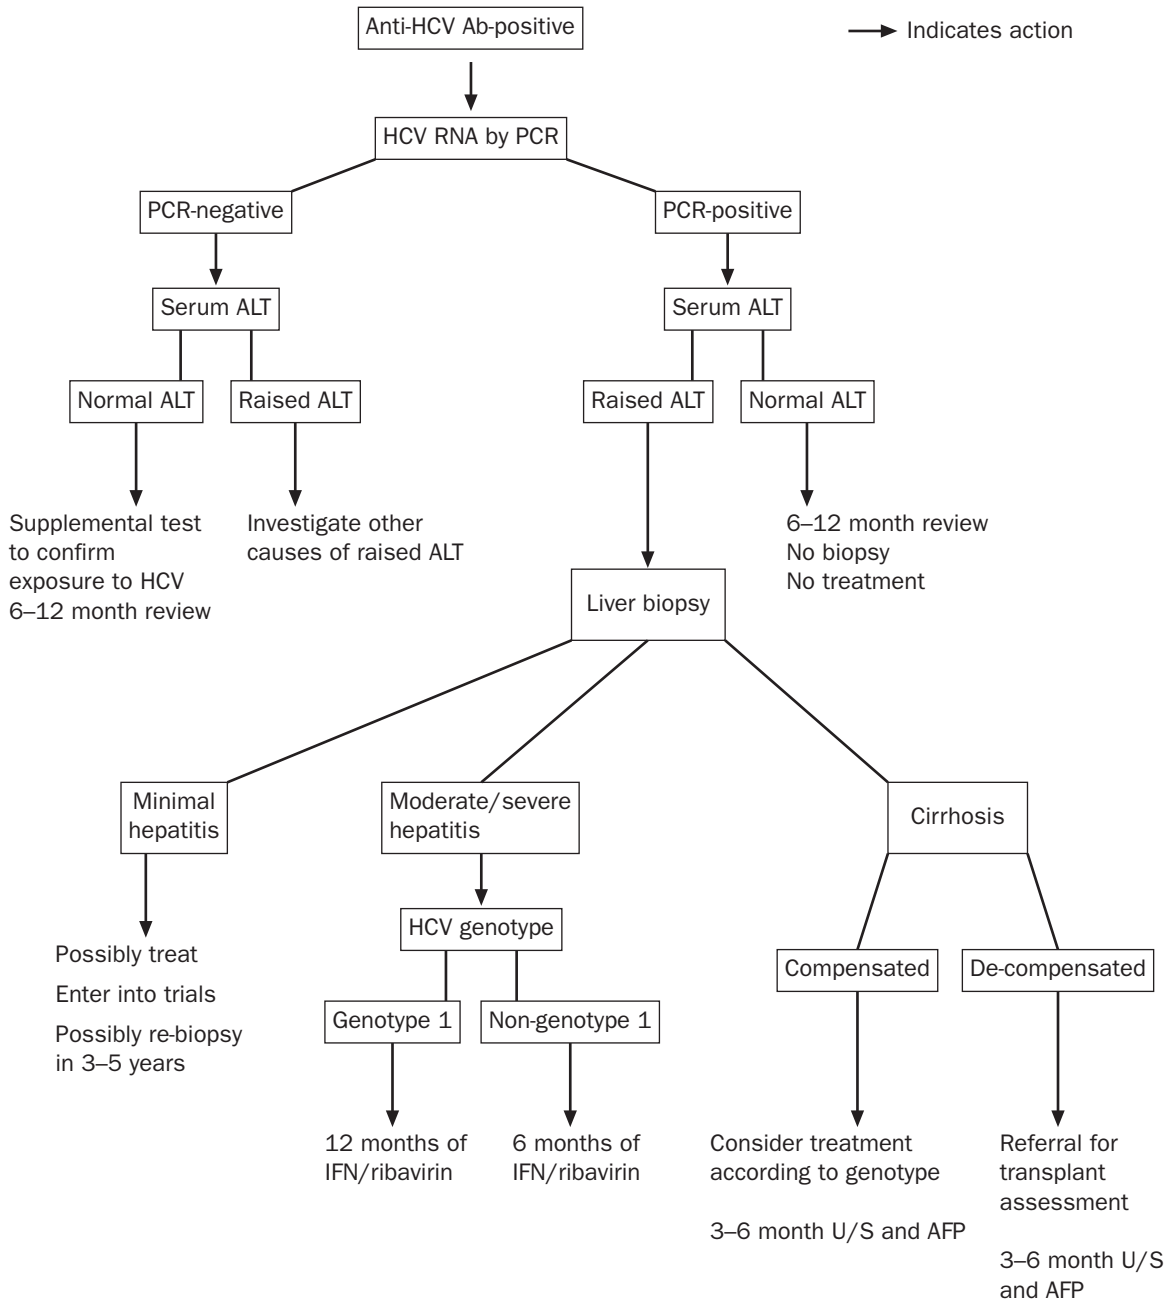 Anti-HCV Ab-positive
Indicates action
HCV RNA by PCR
PCR-negative
PCR-positive
Serum ALT
Serum ALT
Normal ALT
Raised ALT
Raised ALT
Normal ALT
Supplemental test
to confirm
exposure to HCV
6–12 month review
Investigate other
causes of raised ALT
6–12 month review
No biopsy
No treatment
Liver biopsy
Minimal
hepatitis
Moderate/severe
hepatitis
Cirrhosis
Possibly treat
Enter into trials
Possibly re-biopsy
in 3–5 years
HCV genotype
Compensated
De-compensated
Genotype 1
Non-genotype 1
12 months of
IFN/ribavirin
6 months of
IFN/ribavirin
Consider treatment
according to genotype
3–6 month U/S and AFP
Referral for
transplant
assessment
3–6 month U/S
and AFP